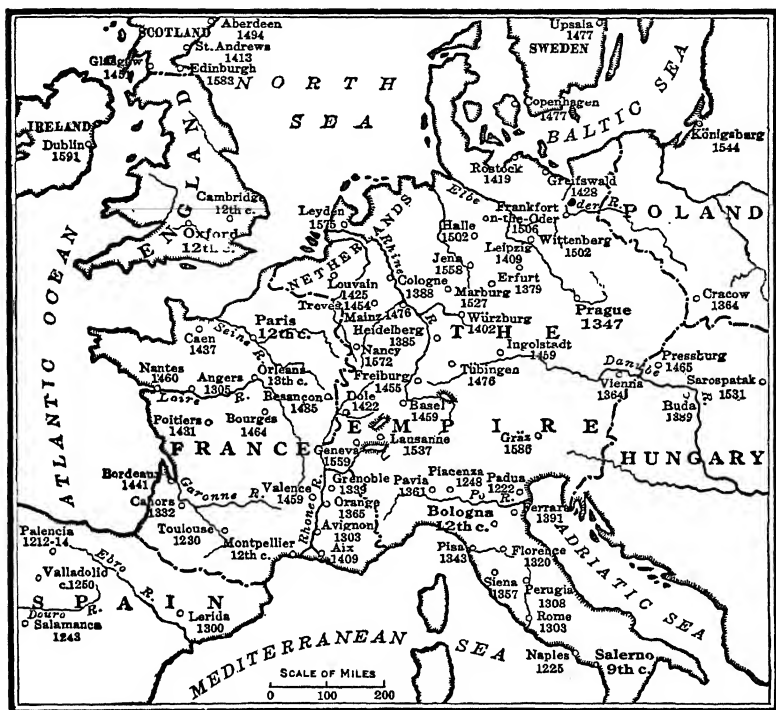 SCOTLAND
Aberdeen
1494
St. Andrews
1413
Glasgow
Edinburgh
1583
NORTH
SEA
Upsala
1477
SWEDEN
Copenhagen
1477
BALTIC SEA
Königsbarg
1544
IRELAND
Dublin
1591
ENGLAND
Cambridge
12th c.
Oxford
12th c.
Rostock
1419
Greifswald
1428
Elbe
Oder R.
POLAND
Leyden
1575
NETHERLANDS
Rhine
R.
Halle
1502
Frankfort
on-the-Oder
1506
Wittenberg
1502
Leipzig
1409
Jena
1558
Erfurt
1379
Louvain
1425
Cologne
1388
Marburg
1527
Treves 1454
Mainz 1476
Würzburg
1402
Prague
1347
Cracow
1364
ATLANTIC OCEAN
Caen
1437
Seine R.
Paris
12th c.
Heidelberg
1385
THE
Nancy
1572
Ingolstadt
1459
Tübingen
1476
Danube
R.
Pressburg
1465
Vienna
1364
Sarospatak
1531
Buda
1389
Nantes
1460
Angers
1305
Orleans
13th c.
Loire R.
Besancon
1485
Freiburg
1455
Dole
1422
Basel
1459
Poitiers
1431
Bourges
1464
FRANCE
EMPIRE
Lausanne
1537
Geneva
1559
Gräz
1586
HUNGARY
Bordeaux
1441
Garonne R.
Cahors
1332
Valence
1459
Grenoble
1339
Orange
1365
Avignon
1303
Rhone R.
Aix
1409
Toulouse
1230
Montpellier
12th c.
Pavia
1361
Piacenza
1248
Padua
1222
Po R.
Bologna
12th c.
Ferrara
1391
ADRIATIC SEA
Pisa
1343
Florence
1320
Siena
1357
Perugia
1308
Rome
1303
Naples
1225
Salerno
9th c.
Palencia
1212-14
Ebro
R.
Valladolid
c.1250
SPAIN
Douro R.
Salamanca
1243
Lerida
1300
MEDITERRANEAN SEA
SCALE OF MILES
0 100 200